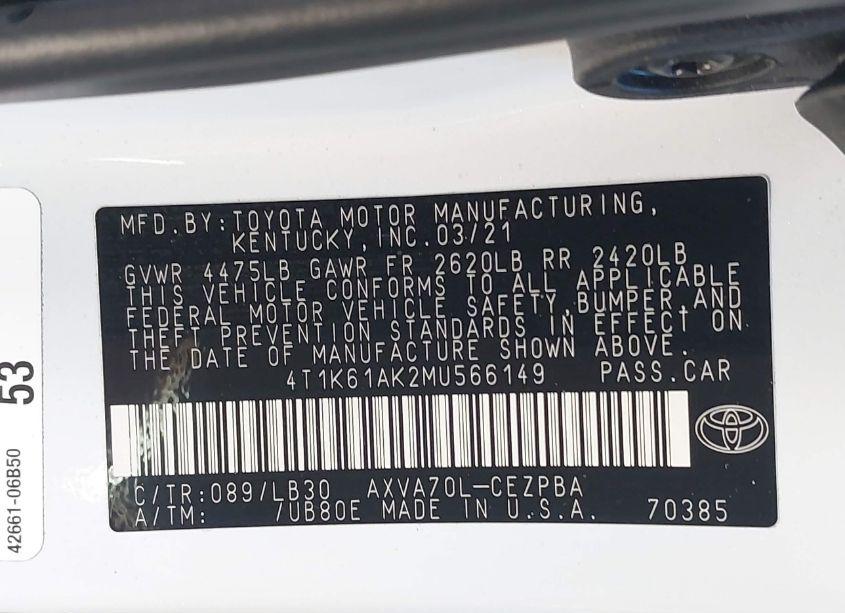 MFD.BY:TOYOTA MOTOR MANUFACTURING,
KENTUCKY,INC.03/21
GVWR 4475LB GAWR FR 2620LB RR 2420LB
THIS VEHICLE CONFORMS TO ALL APPLICABLE
FEDERAL MOTOR VEHICLE SAFETY,BUMPER,AND
THEFT PREVENTION STANDARDS IN EFFECT ON
THE DATE OF MANUFACTURE SHOWN ABOVE.
4T1K61AK2MU566149 PASS.CAR
C/TR:089/LB30 AXVA70L-CEZPBA
A/TM: 7UB80E MADE IN U.S.A. 70385
53
42661-06B50